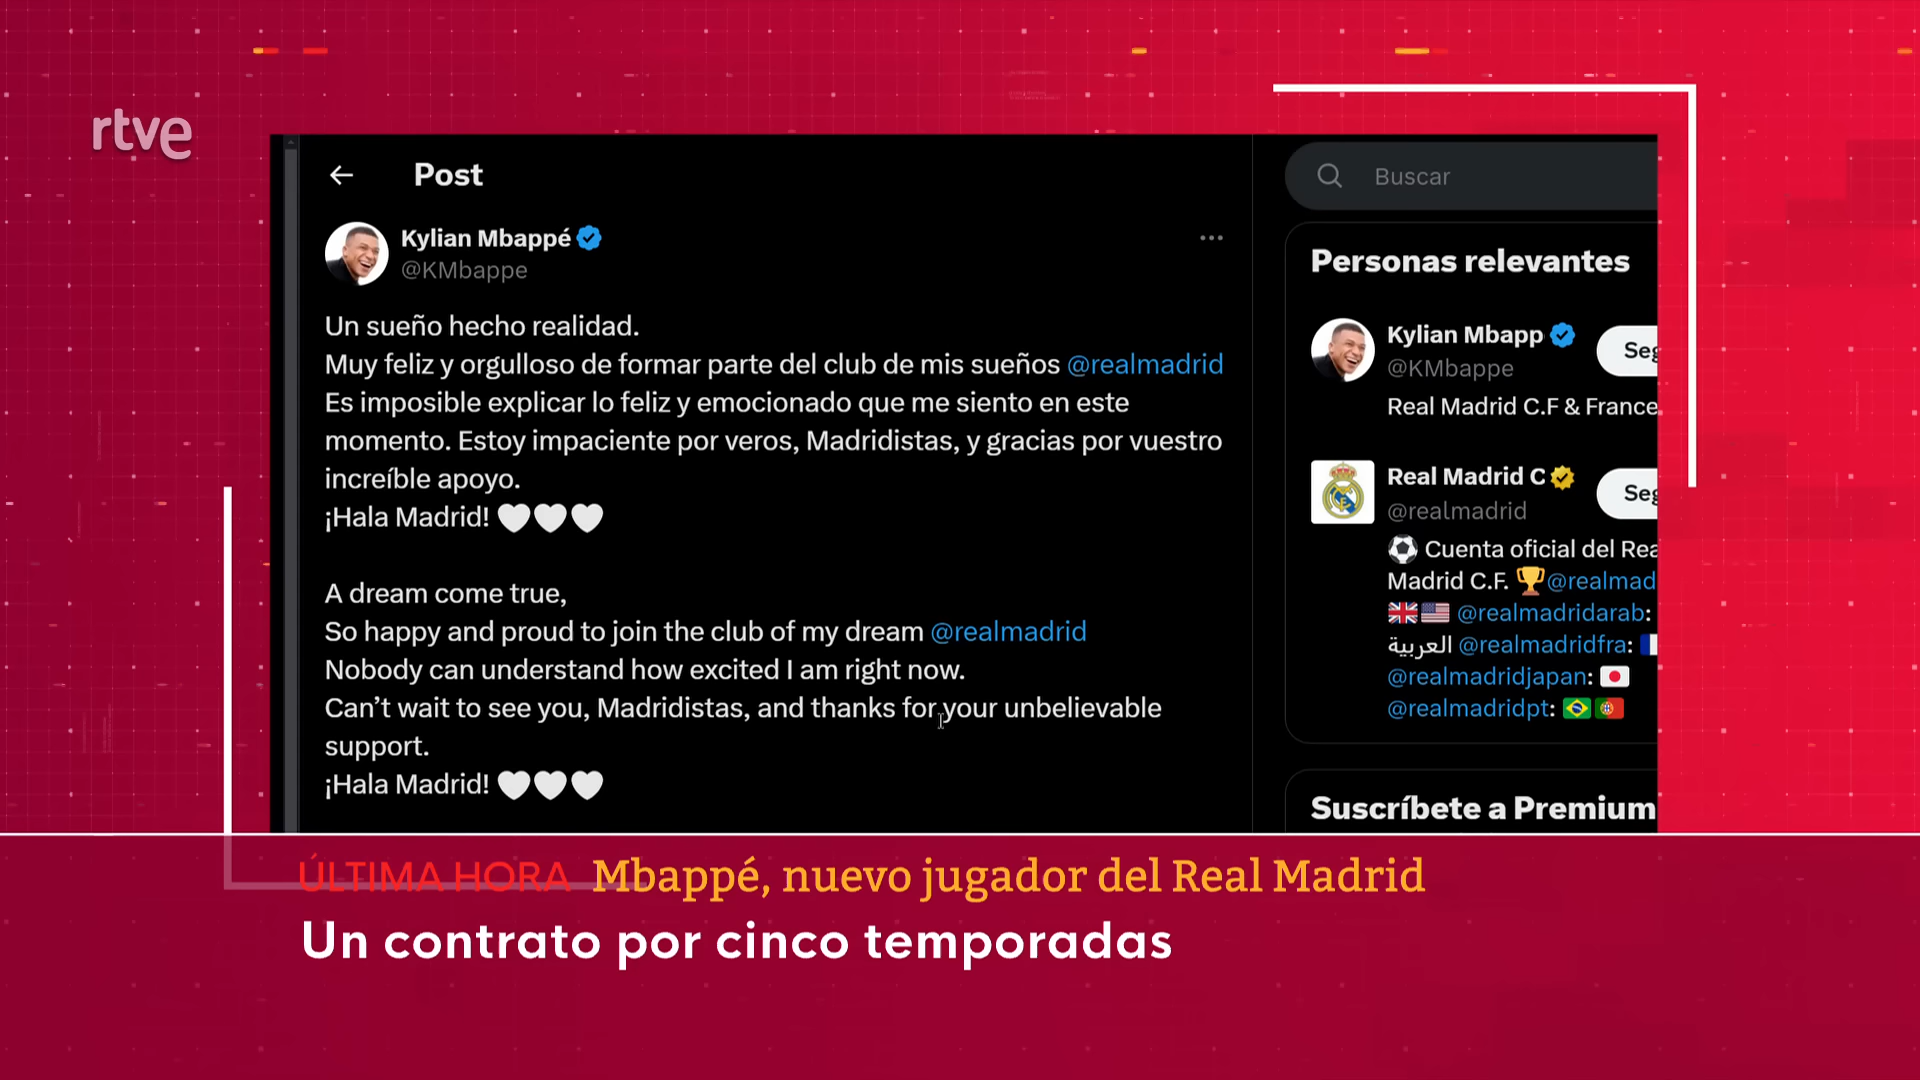 rtve
Post
Kylian Mbappé
@KMbappe
Un sueño hecho realidad.
Muy feliz y orgulloso de formar parte del club de mis sueños @realmadrid
Es imposible explicar lo feliz y emocionado que me siento en este
momento. Estoy impaciente por veros, Madridistas, y gracias por vuestro
increíble apoyo.
¡Hala Madrid! 🤍🤍🤍
A dream come true,
So happy and proud to join the club of my dream @realmadrid
Nobody can understand how excited I am right now.
Can’t wait to see you, Madridistas, and thanks for your unbelievable
support.
¡Hala Madrid! 🤍🤍🤍
Buscar
Personas relevantes
Kylian Mbapp
Seg
@KMbappe
Real Madrid C.F & France
Real Madrid C
Seg
@realmadrid
⚽ Cuenta oficial del Rea
Madrid C.F. 🏆@realmad
🇬🇧🇺🇸 @realmadridarab:
العربية @realmadridfra:
@realmadridjapan: 🇯🇵
@realmadridpt: 🇧🇷🇵🇹
Suscríbete a Premium
ÚLTIMA HORA Mbappé, nuevo jugador del Real Madrid
Un contrato por cinco temporadas